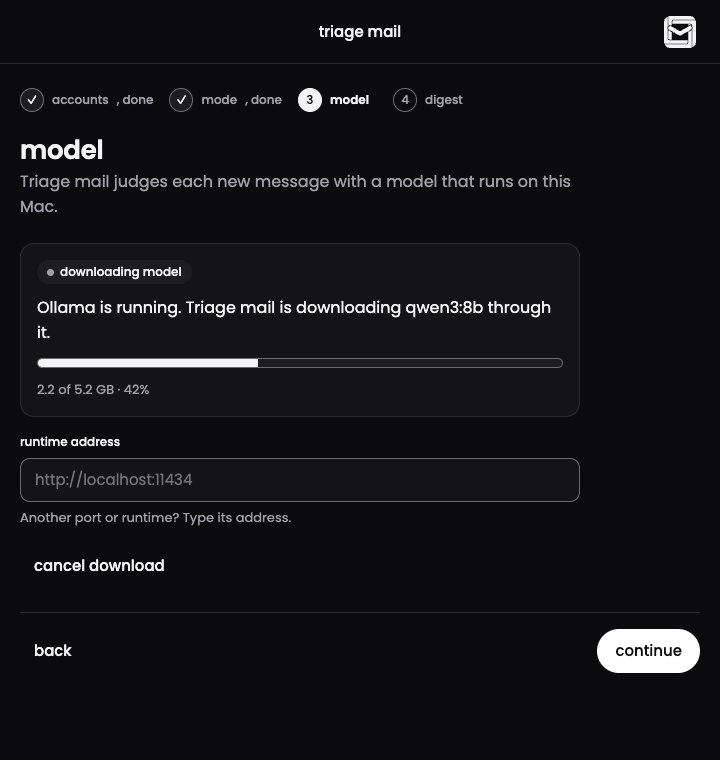 triage mail
accounts , done mode , done 3 model 4 digest
model
Triage mail judges each new message with a model that runs on this
Mac.
downloading model
Ollama is running. Triage mail is downloading qwen3:8b through
it.
2.2 of 5.2 GB · 42%
runtime address
http://localhost:11434
Another port or runtime? Type its address.
cancel download
back
continue